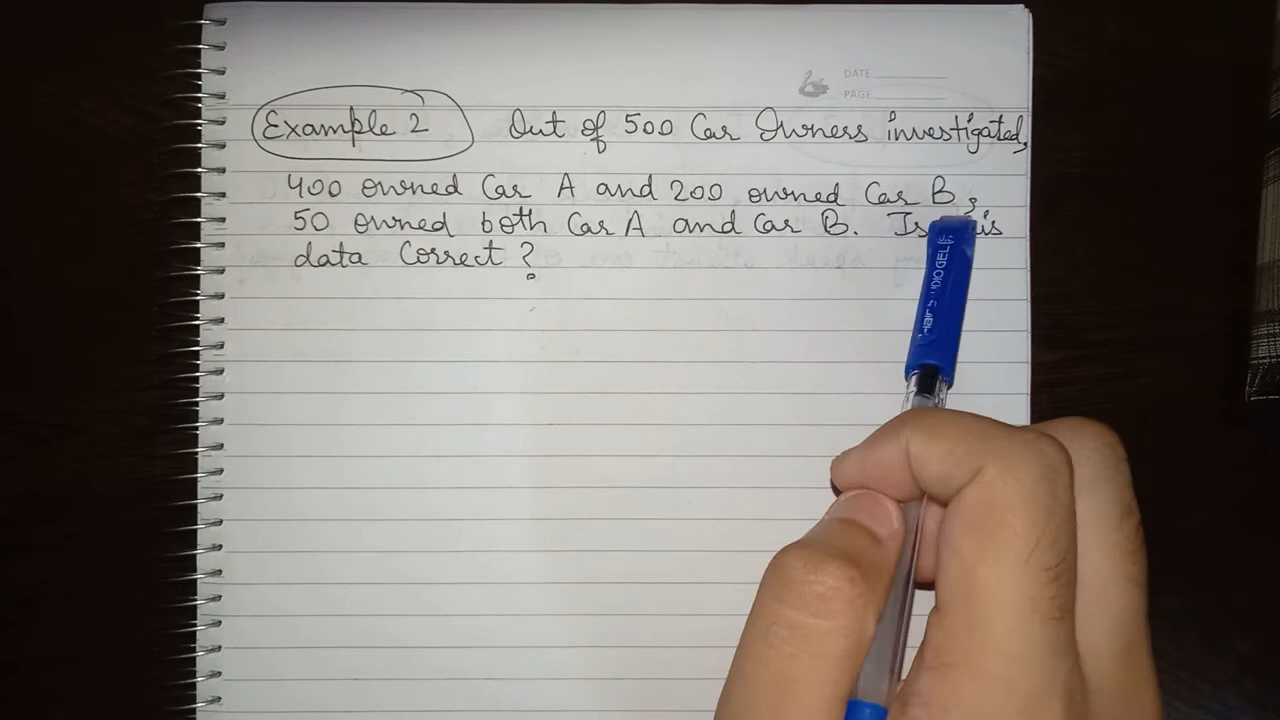 DATE
PAGE
Example 2 Out of 500 Car Owners investigated,
400 owned Car A and 200 owned Car B,
50 owned both Car A and Car B. Is
data Correct ?
Hair